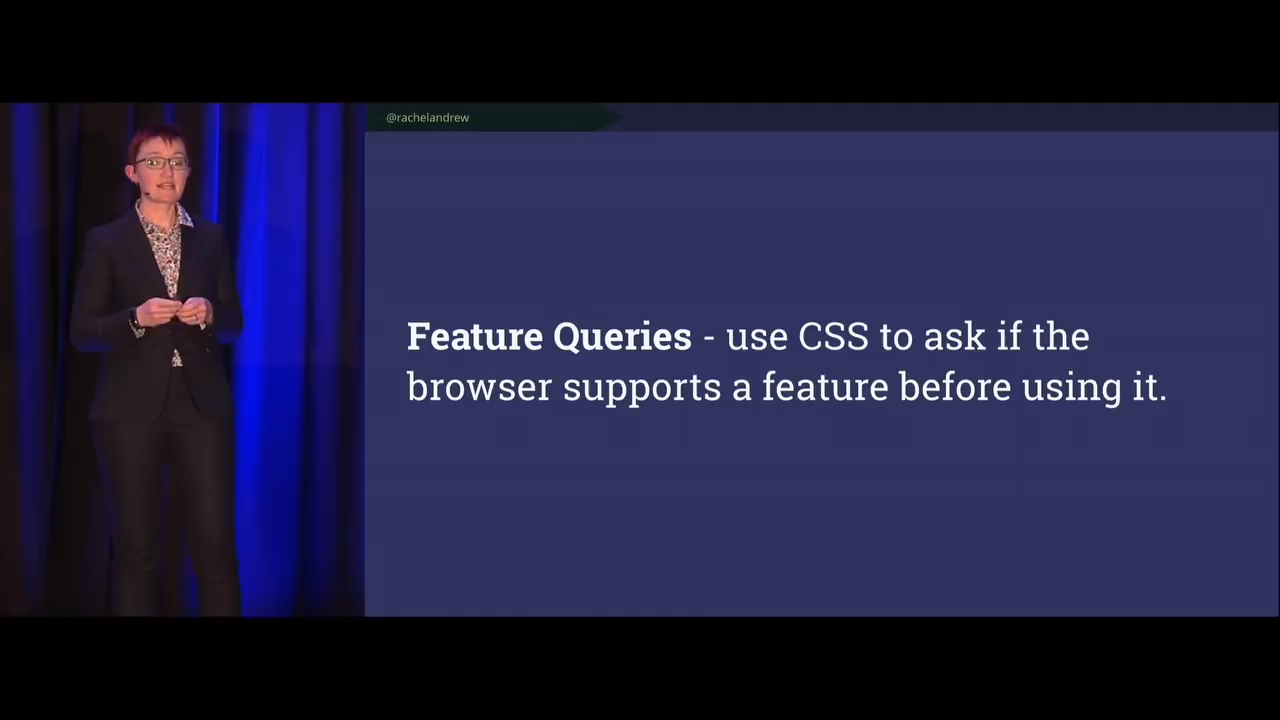 @rachelandrew
Feature Queries - use CSS to ask if the
browser supports a feature before using it.